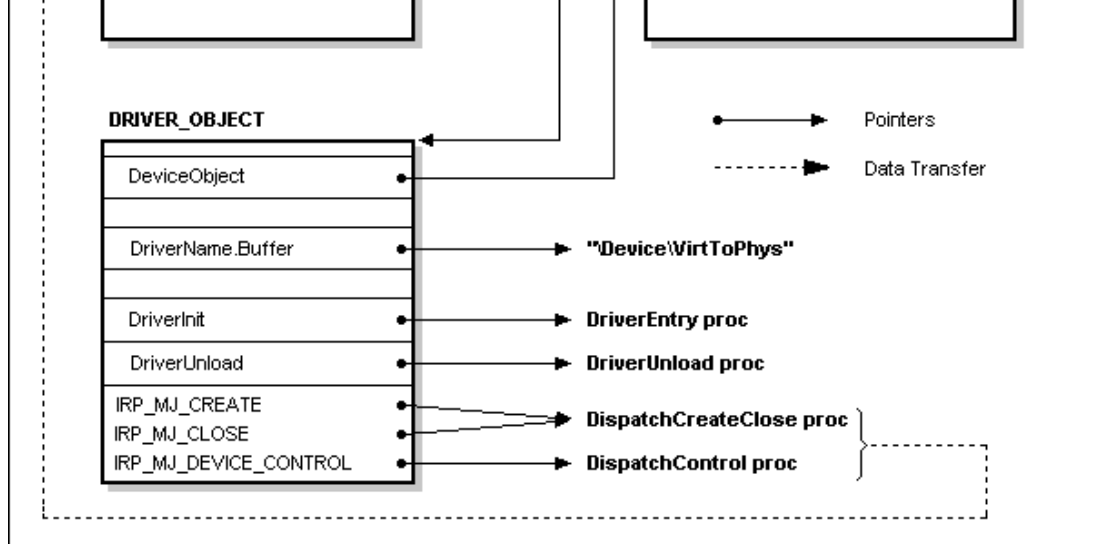 DRIVER_OBJECT
Pointers
DeviceObject
Data Transfer
DriverName.Buffer
"\Device\VirtToPhys"
DriverInit
DriverEntry proc
DriverUnload
DriverUnload proc
IRP_MJ_CREATE
IRP_MJ_CLOSE
DispatchCreateClose proc
IRP_MJ_DEVICE_CONTROL
DispatchControl proc